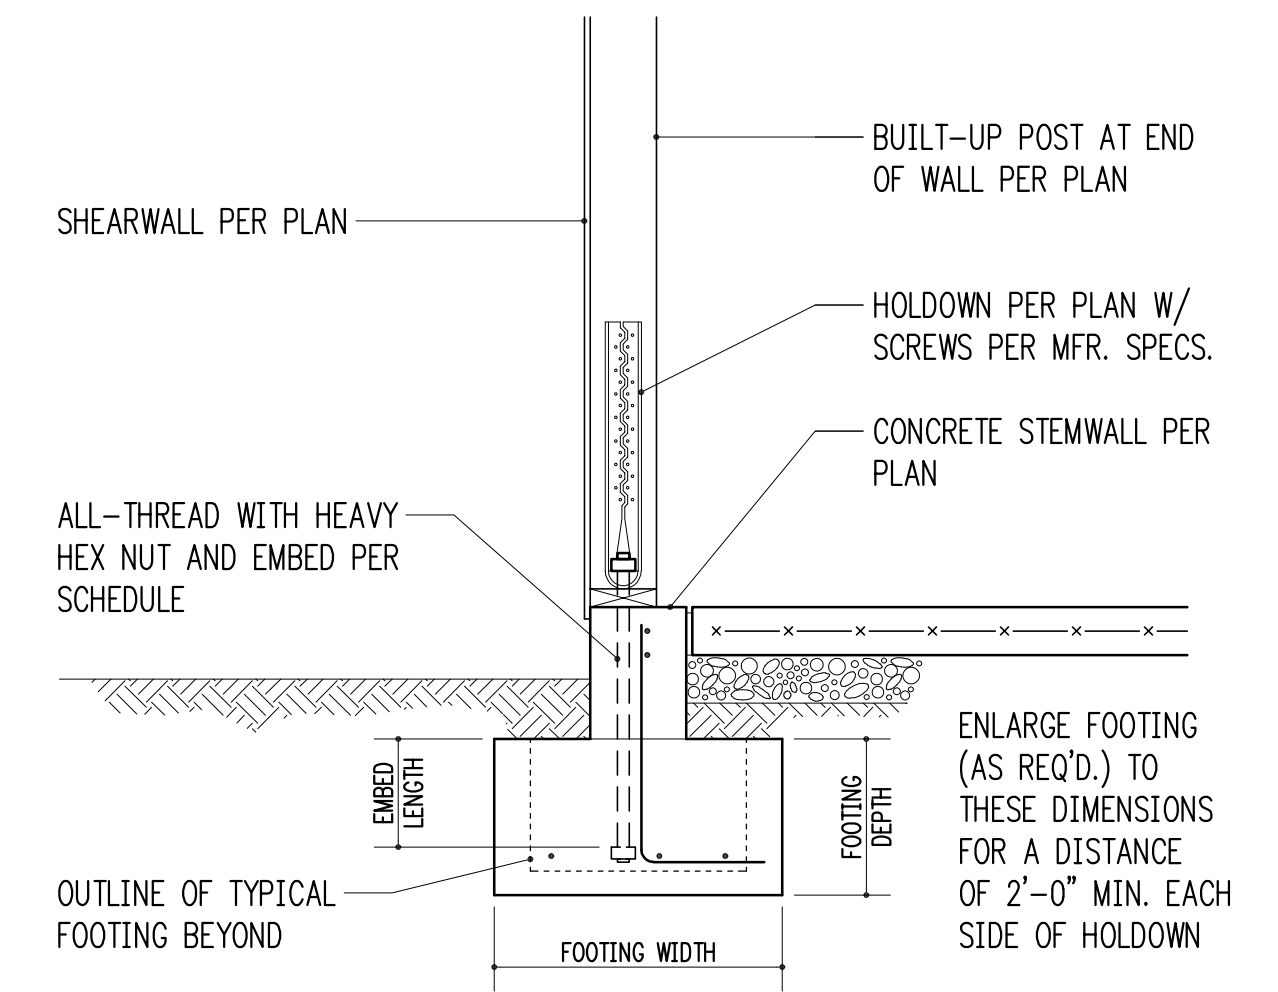 BUILT-UP POST AT END
OF WALL PER PLAN
SHEARWALL PER PLAN
HOLDOWN PER PLAN W/
SCREWS PER MFR. SPECS.
CONCRETE STEMWALL PER
PLAN
ALL-THREAD WITH HEAVY
HEX NUT AND EMBED PER
SCHEDULE
ENLARGE FOOTING
(AS REQ'D.) TO
THESE DIMENSIONS
FOR A DISTANCE
OF 2'-0" MIN. EACH
SIDE OF HOLDOWN
EMBED
LENGTH
FOOTING
DEPTH
OUTLINE OF TYPICAL
FOOTING BEYOND
FOOTING WIDTH